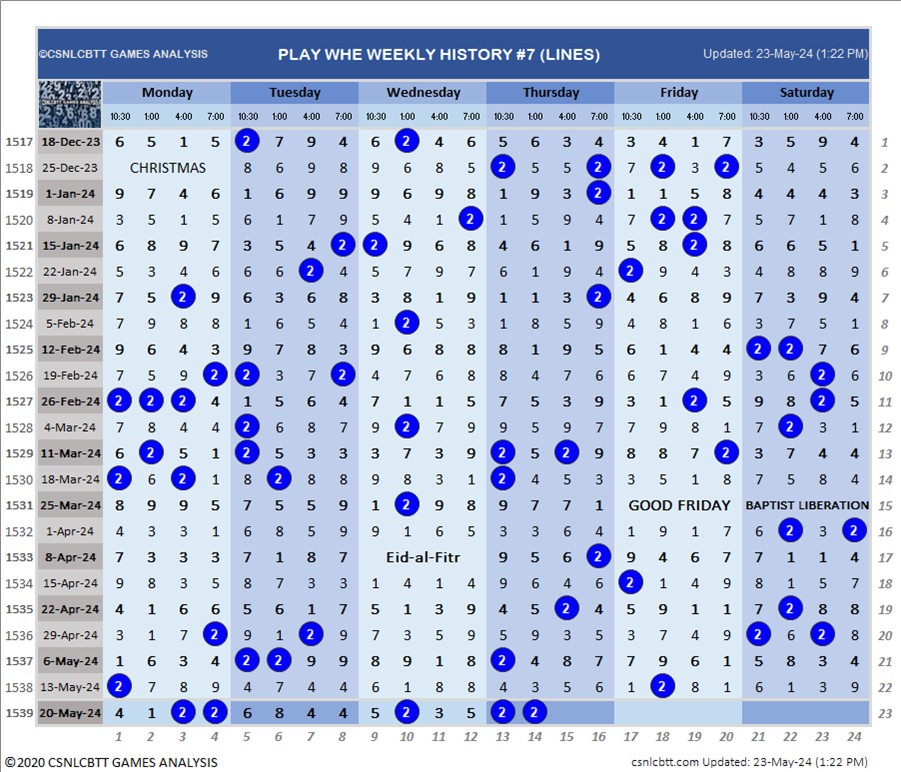 ©CSNLCBTT GAMES ANALYSIS PLAY WHE WEEKLY HISTORY #7 (LINES) Updated: 23-May-24 (1:22 PM)
Monday Tuesday Wednesday Thursday Friday Saturday
10:30 1:00 4:00 7:00 10:30 1:00 4:00 7:00 10:30 1:00 4:00 7:00 10:30 1:00 4:00 7:00 10:30 1:00 4:00 7:00 10:30 1:00 4:00 7:00
1517 18-Dec-23 6 5 1 5 2 7 9 4 6 2 4 6 5 6 3 4 3 4 1 7 3 5 9 4 1
1518 25-Dec-23 CHRISTMAS 8 6 9 8 9 6 8 5 2 5 5 2 7 2 3 2 5 4 5 6 2
1519 1-Jan-24 9 7 4 6 1 6 9 9 9 6 9 8 1 9 3 2 1 1 5 8 4 4 4 3 3
1520 8-Jan-24 3 5 1 5 6 1 7 9 5 4 1 2 1 5 9 4 7 2 2 8 5 7 1 8 4
1521 15-Jan-24 6 8 9 7 3 5 4 2 2 9 6 8 4 6 1 9 5 8 2 8 6 6 5 1 5
1522 22-Jan-24 5 3 4 6 6 6 2 4 5 7 9 7 6 1 9 4 2 9 4 3 4 8 8 9 6
1523 29-Jan-24 7 5 2 9 6 3 6 8 3 8 1 9 1 1 3 2 4 6 8 9 7 3 9 4 7
1524 5-Feb-24 7 9 8 8 1 6 5 4 1 2 5 3 1 8 5 9 4 8 1 6 3 7 5 1 8
1525 12-Feb-24 9 6 4 3 9 7 8 3 9 6 8 8 8 1 9 5 6 1 4 4 2 2 7 6 9
1526 19-Feb-24 7 5 9 2 2 3 7 2 4 7 6 8 8 4 7 6 6 7 4 9 3 6 2 6 10
1527 26-Feb-24 2 2 2 4 1 5 6 4 7 1 1 5 7 5 3 9 3 1 2 5 9 8 2 5 11
1528 4-Mar-24 7 8 4 4 2 6 8 7 9 2 7 9 9 5 9 7 7 9 8 1 7 2 3 1 12
1529 11-Mar-24 6 2 5 1 2 5 3 3 3 7 3 9 2 5 2 9 8 8 7 2 3 7 4 4 13
1530 18-Mar-24 2 6 2 1 8 2 8 8 9 8 3 1 2 4 5 3 3 5 1 8 7 5 8 4 14
1531 25-Mar-24 8 9 9 5 7 5 5 9 1 2 9 8 9 7 7 1 GOOD FRIDAY BAPTIST LIBERATION 15
1532 1-Apr-24 4 3 3 1 6 8 5 9 9 1 6 5 3 3 6 4 1 9 1 7 6 2 3 2 16
1533 8-Apr-24 7 3 3 3 7 1 8 7 Eid-al-Fitr 9 5 6 2 9 4 6 7 7 1 1 4 17
1534 15-Apr-24 9 8 3 5 8 7 3 3 1 4 1 4 9 6 4 6 2 1 4 9 8 1 5 7 18
1535 22-Apr-24 4 1 6 6 5 6 1 7 5 1 3 9 4 5 2 4 5 9 1 1 7 2 8 8 19
1536 29-Apr-24 3 1 7 2 9 1 2 9 7 3 5 9 5 9 3 5 3 7 4 9 2 6 2 8 20
1537 6-May-24 1 6 3 4 2 2 9 9 8 9 1 8 2 4 8 7 7 9 6 1 5 8 3 4 21
1538 13-May-24 2 7 8 9 4 7 4 4 6 1 8 8 4 3 5 6 1 2 8 1 6 1 3 9 22
1539 20-May-24 4 1 2 2 6 8 4 4 5 2 3 5 2 2 23
1 2 3 4 5 6 7 8 9 10 11 12 13 14 15 16 17 18 19 20 21 22 23 24
©2020 CSNLCBTT GAMES ANALYSIS csnlcbtt.com Updated: 23-May-24 (1:22 PM)